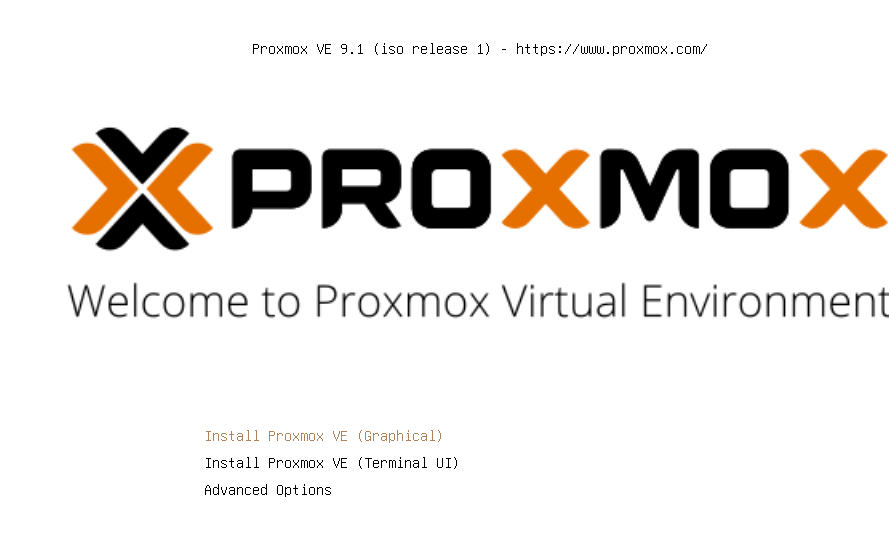 Proxmox VE 9.1 (iso release 1) - https://www.proxmox.com/
PROXMOX
Welcome to Proxmox Virtual Environment
Install Proxmox VE (Graphical)
Install Proxmox VE (Terminal UI)
Advanced Options